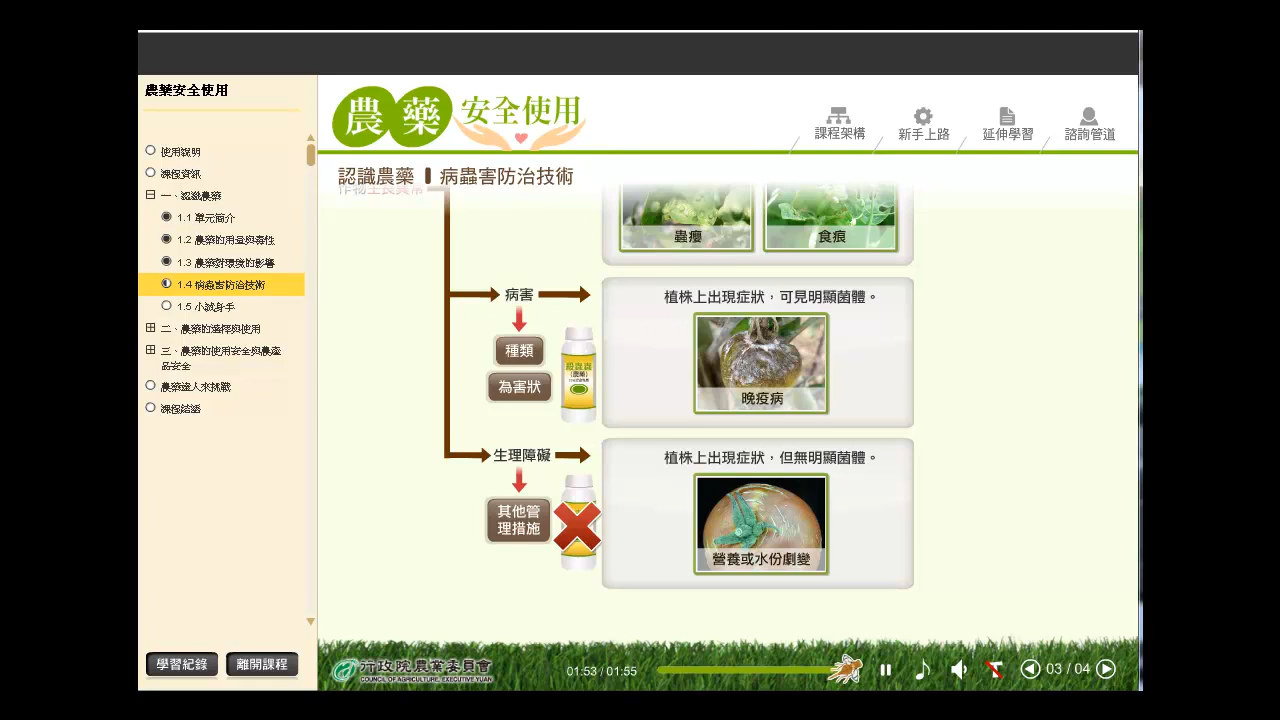 農藥安全使用
使用說明
課程資訊
一、認識農藥
1.1 單元簡介
1.2 農藥的用量與毒性
1.3 農藥對環境的影響
1.4 病蟲害防治技術
1.5 小試身手
二、農藥的選擇與使用
三、農藥的使用安全與農產
品安全
農藥達人來挑戰
課程結語
學習紀錄
離開課程
農藥 安全使用
課程架構
新手上路
延伸學習
諮詢管道
認識農藥 ▌病蟲害防治技術
作物生長異常
蟲癭
食痕
病害
植株上出現症狀，可見明顯菌體。
種類
為害狀
晚疫病
生理障礙
植株上出現症狀，但無明顯菌體。
其他管
理措施
營養或水份劇變
行政院農業委員會
COUNCIL OF AGRICULTURE, EXECUTIVE YUAN
01:53 / 01:55
03 / 04